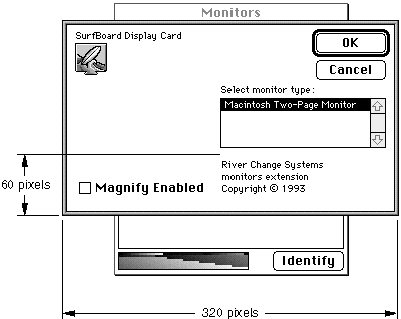 Monitors
SurfBoard Display Card
OK
Cancel
Select monitor type:
Macintosh Two-Page Monitor
River Change Systems
monitors extension
Copyright © 1993
60 pixels
Magnify Enabled
Identify
320 pixels